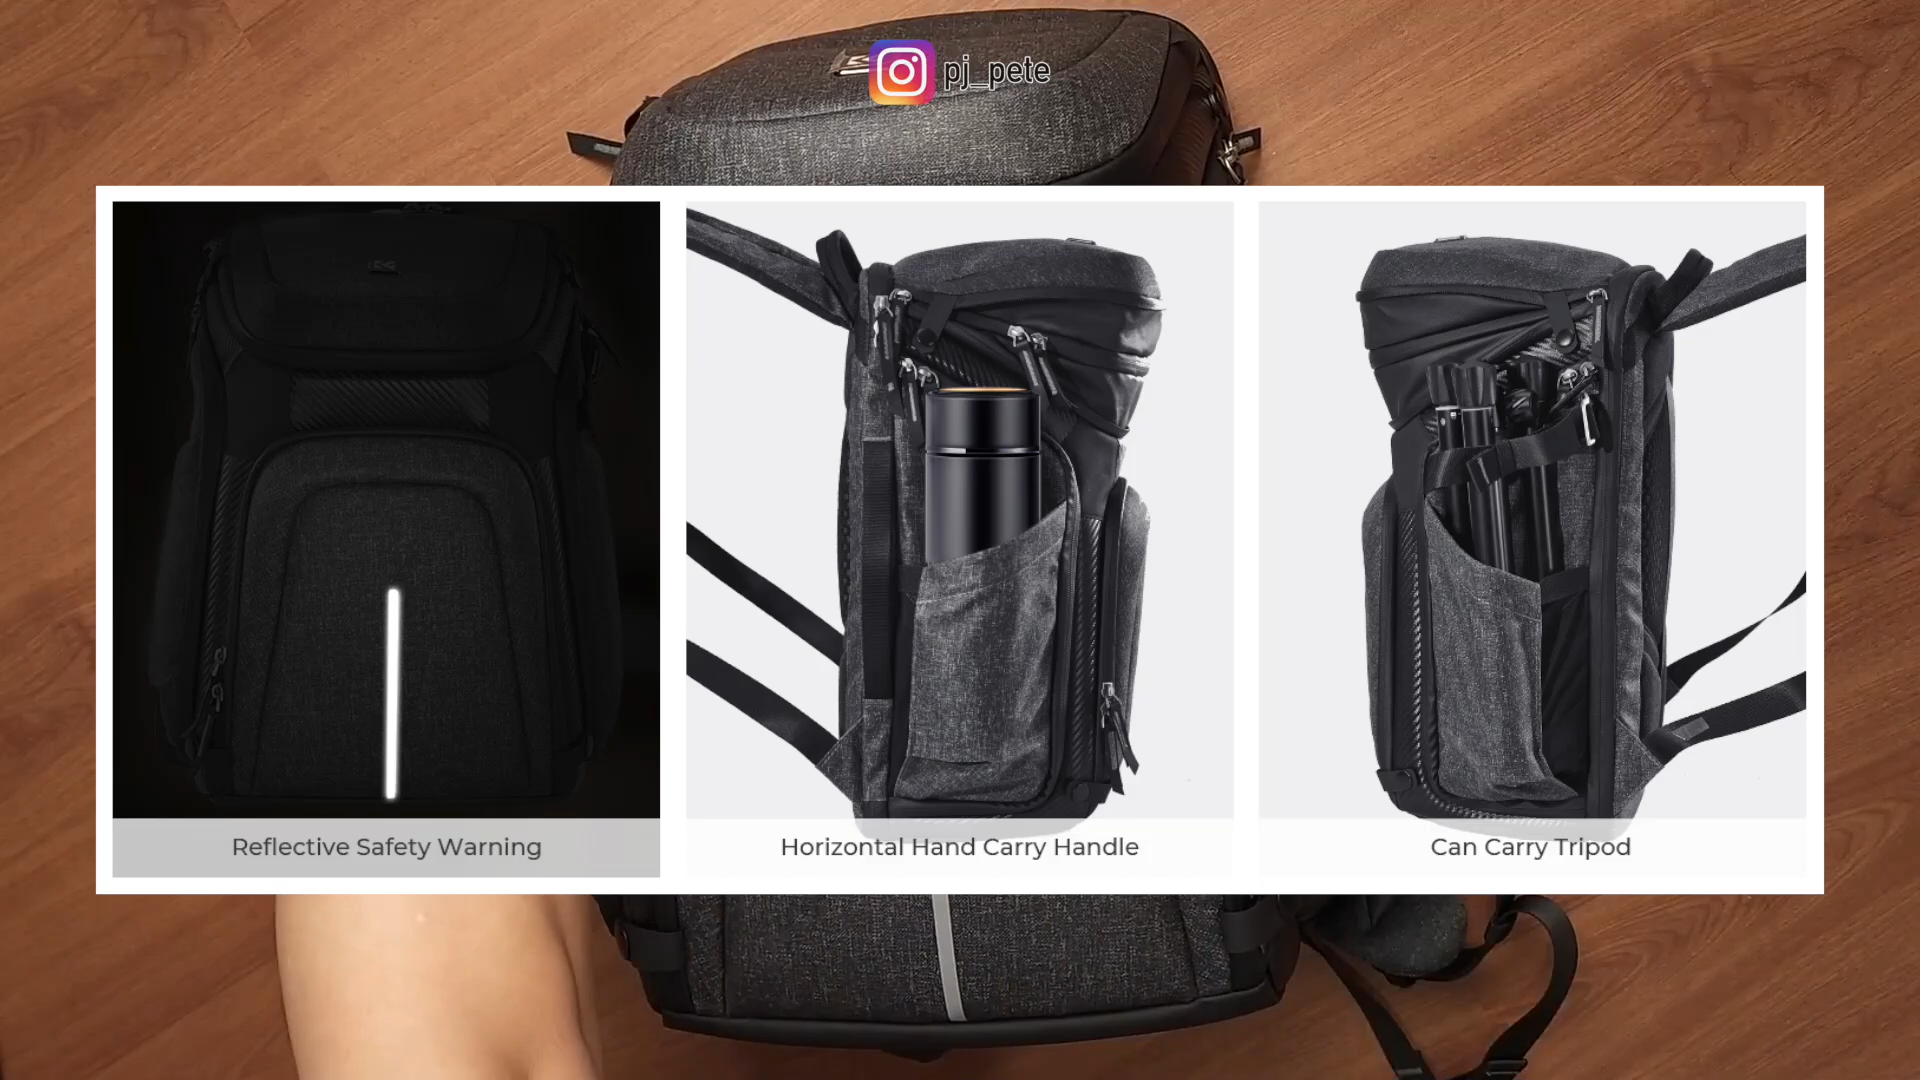 pj_pete
Reflective Safety Warning
Horizontal Hand Carry Handle
Can Carry Tripod